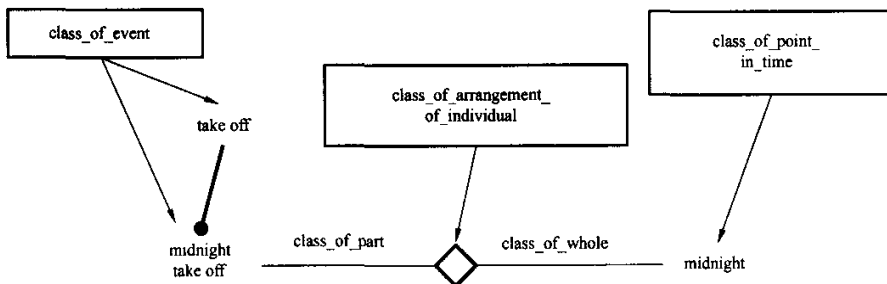 class_of_event
class_of_point_
in_time
class_of_arrangement_
of_individual
take off
class_of_part
class_of_whole
midnight
take off
midnight